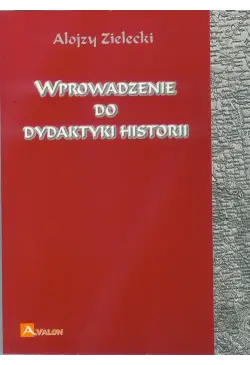 Alojzy Zielecki
WPROWADZENIE
DO
DYDAKTYKI HISTORII
AVALON